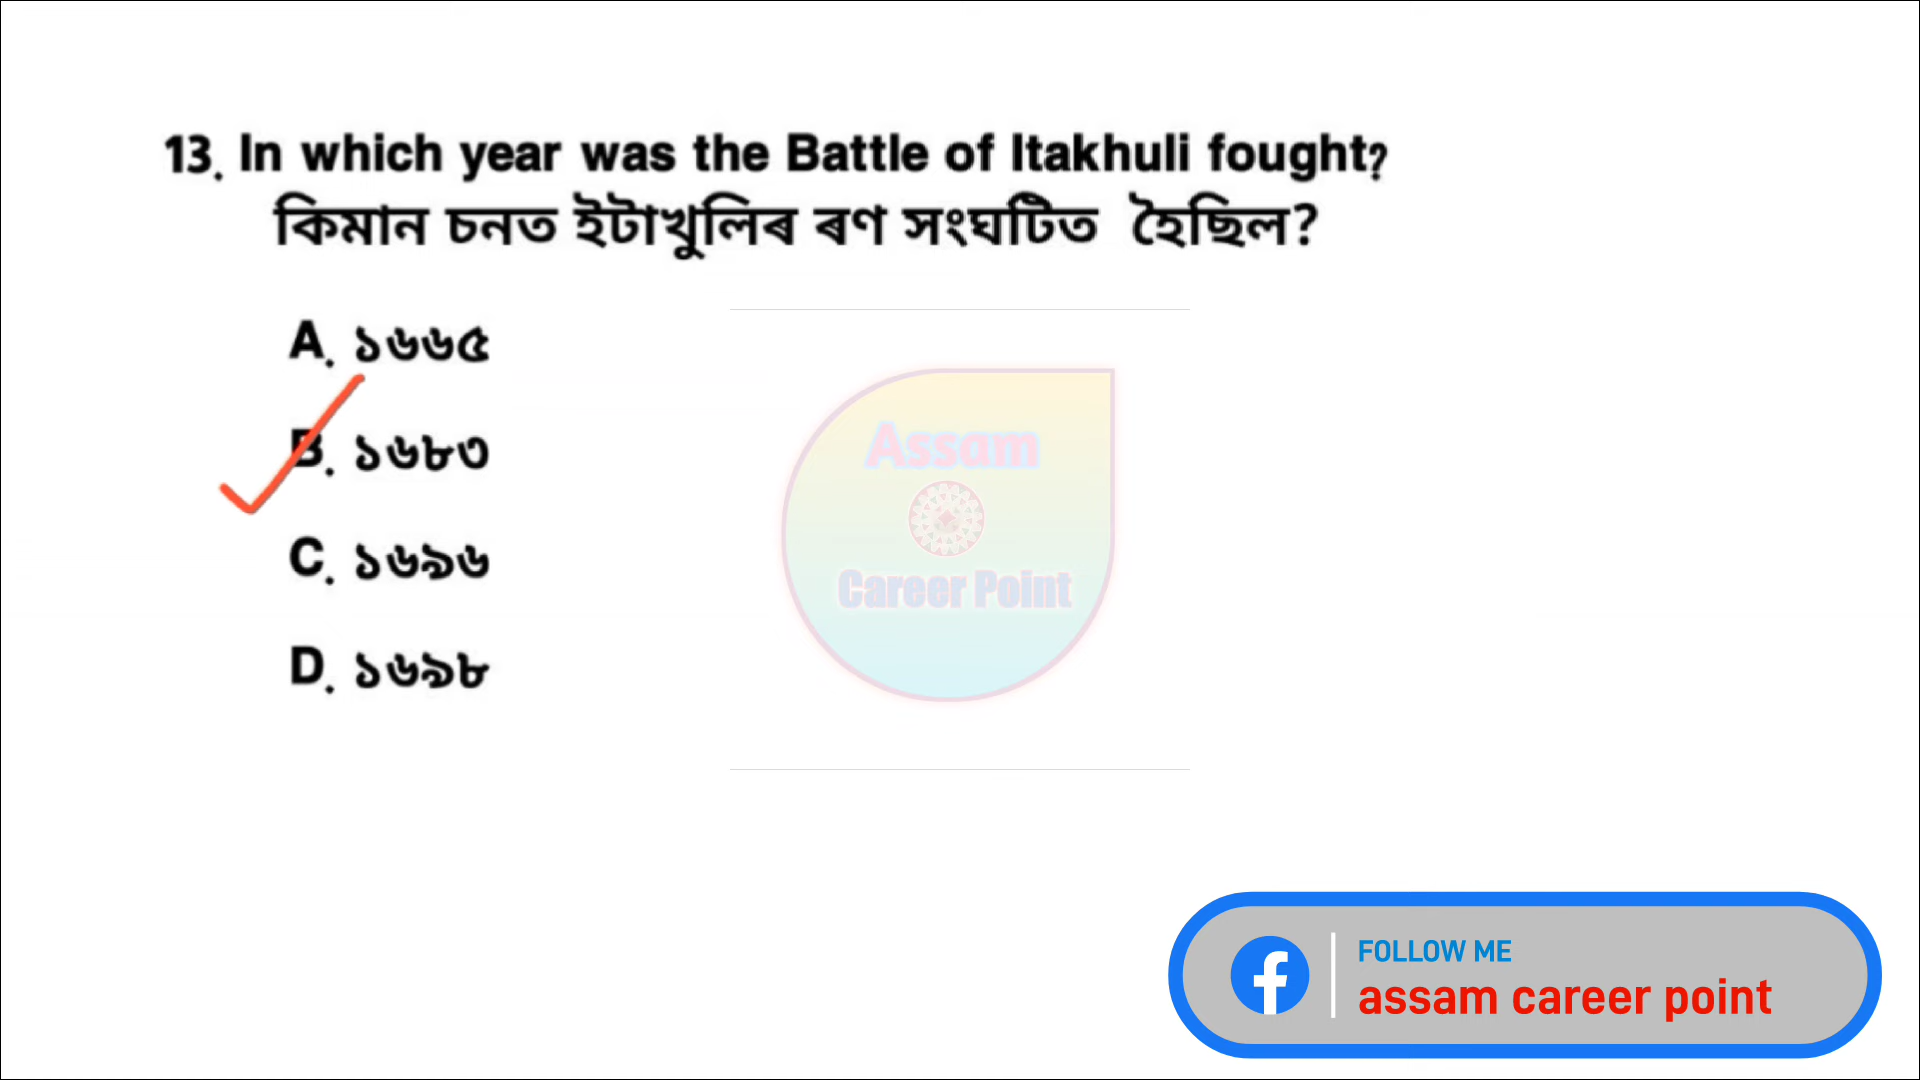 13. In which year was the Battle of Itakhuli fought?
কিমান চনত ইটাখুলিৰ ৰণ সংঘটিত হৈছিল?
A. ১৬৬৫
B. ১৬৮৩
C. ১৬৯৬
D. ১৬৯৮
Assam
Career Point
FOLLOW ME
assam career point